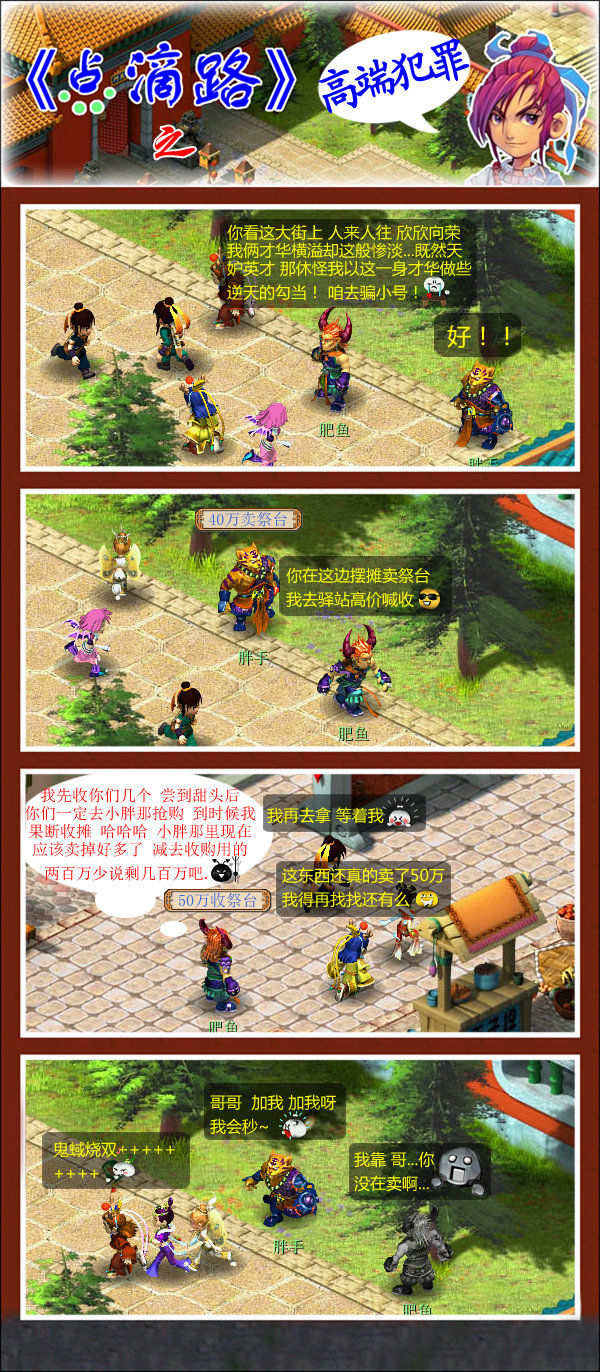 《点滴路》
之
高端犯罪
你看这大街上 人来人往 欣欣向荣
我俩才华横溢却这般惨淡...既然天
妒英才 那休怪我以这一身才华做些
逆天的勾当！ 咱去骗小号！
好！！
肥鱼
胖手
40万卖祭台
你在这边摆摊卖祭台
我去驿站高价喊收
胖手
肥鱼
我先收你们几个 尝到甜头后
你们一定去小胖那抢购 到时候我
果断收摊 哈哈哈 小胖那里现在
应该卖掉好多了 减去收购用的
两百万少说剩几百万吧.
我再去拿 等着我
50万收祭台
这东西还真的卖了50万
我得再找找还有么
肥鱼
哥哥 加我 加我呀
我会秒~
鬼蜮烧双+++++
++++
我靠 哥...你
没在卖啊...
胖手
肥鱼